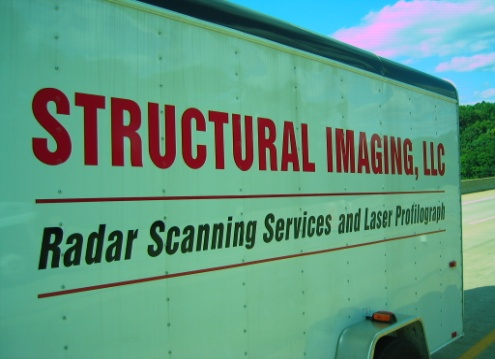 STRUCTURAL IMAGING, LLC
Radar Scanning Services and Laser Profilograph